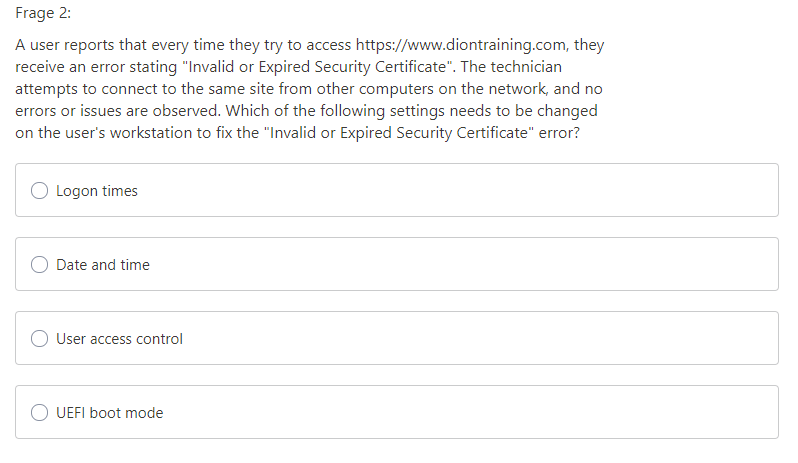 Frage 2:
A user reports that every time they try to access https://www.diontraining.com, they
receive an error stating "Invalid or Expired Security Certificate". The technician
attempts to connect to the same site from other computers on the network, and no
errors or issues are observed. Which of the following settings needs to be changed
on the user's workstation to fix the "Invalid or Expired Security Certificate" error?
Logon times
Date and time
User access control
UEFI boot mode